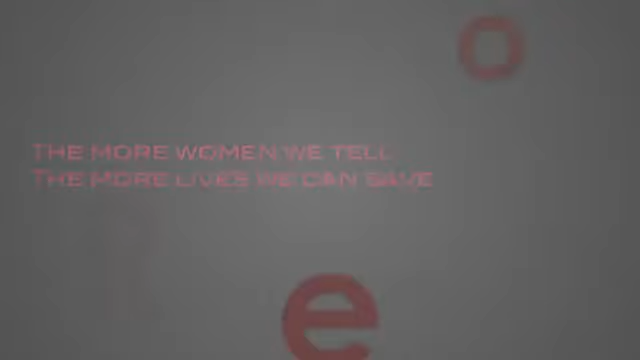 o
THE MORE WOMEN WE TELL
THE MORE LIVES WE CAN SAVE
e